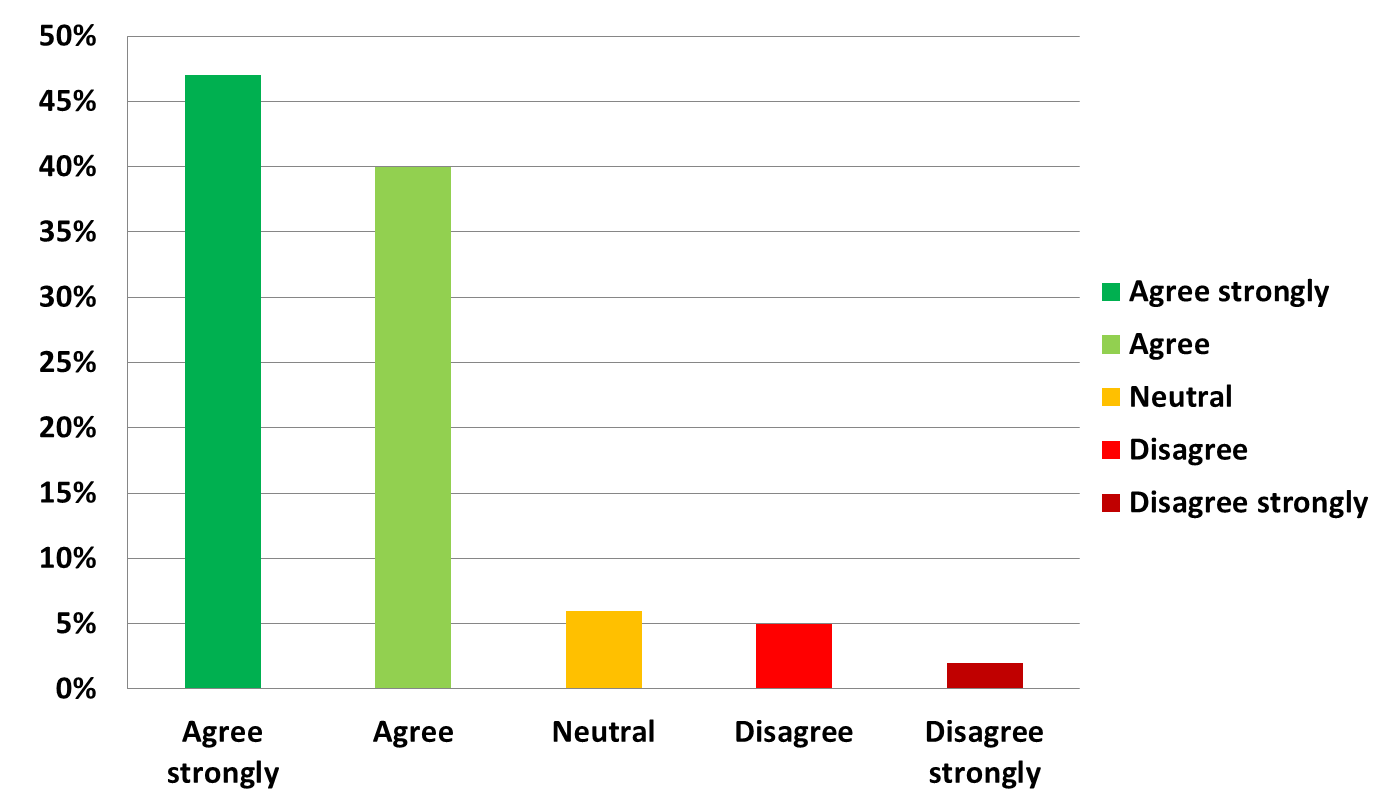 50%
45%
40%
35%
30%
25%
20%
15%
10%
5%
0%
Agree strongly
Agree
Neutral
Disagree
Disagree strongly
Agree
strongly
Agree
Neutral
Disagree
Disagree
strongly